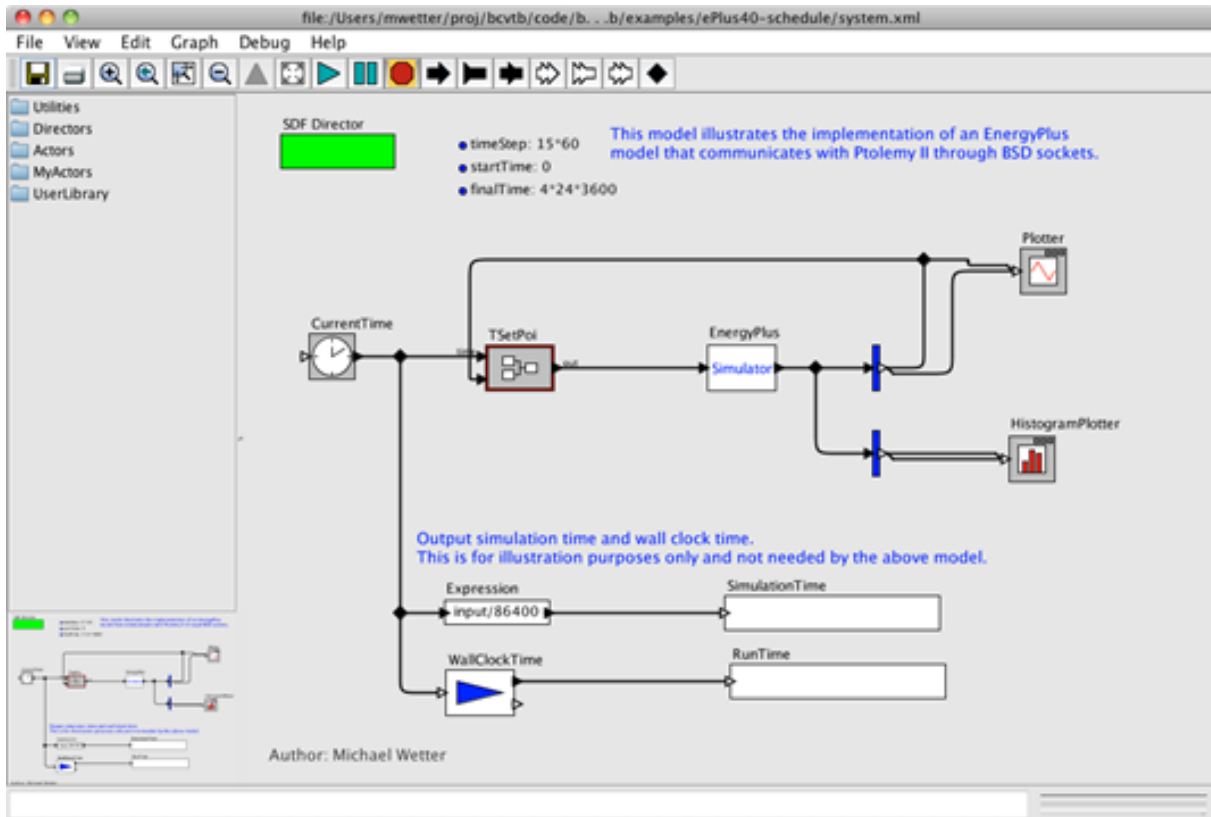 file:/Users/mwetter/proj/bcvtb/code/b. . .b/examples/ePlus40-schedule/system.xml
File View Edit Graph Debug Help
Utilities
Directors
Actors
MyActors
UserLibrary
SDF Director
timeStep: 15*60
startTime: 0
finalTime: 4*24*3600
This model illustrates the implementation of an EnergyPlus
model that communicates with Ptolemy II through BSD sockets.
Plotter
CurrentTime
TSetPoi
time
out
EnergyPlus
Simulator
HistogramPlotter
Output simulation time and wall clock time.
This is for illustration purposes only and not needed by the above model.
Expression
input/86400
SimulationTime
WallClockTime
RunTime
Author: Michael Wetter